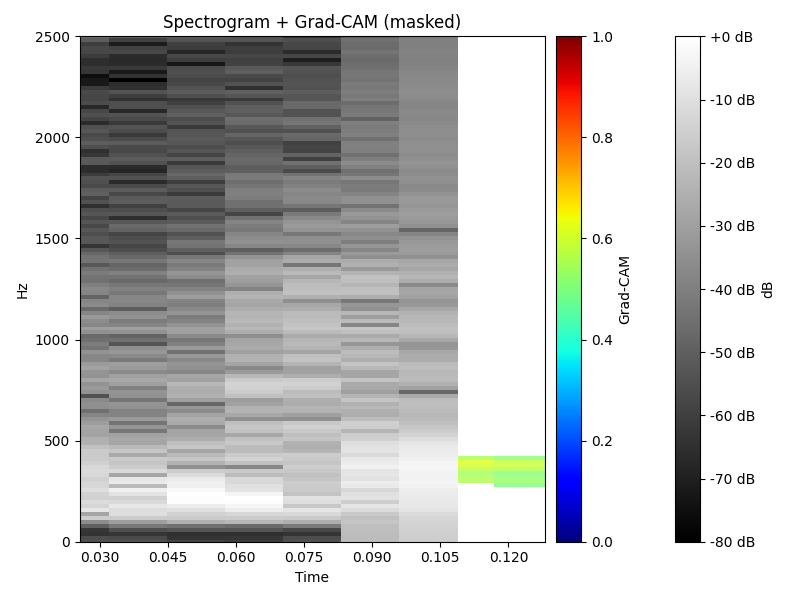 Spectrogram + Grad-CAM (masked)
2500
2000
1500
1000
500
0
Hz
0.030
0.045
0.060
0.075
0.090
0.105
0.120
Time
1.0
0.8
0.6
0.4
0.2
0.0
Grad-CAM
+0 dB
-10 dB
-20 dB
-30 dB
-40 dB
-50 dB
-60 dB
-70 dB
-80 dB
dB